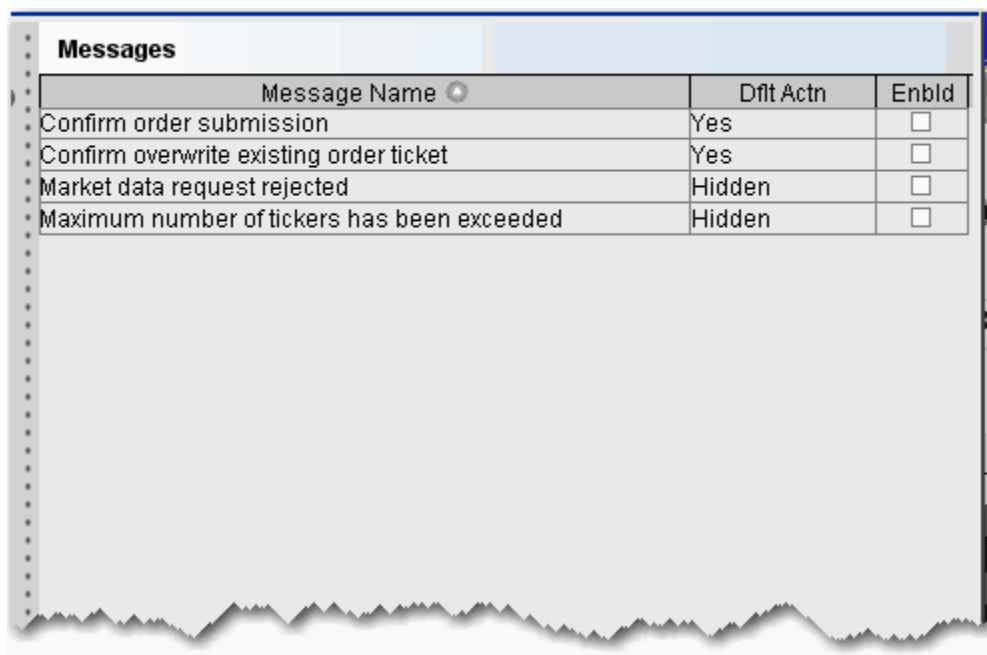 Messages
Message Name Dflt Actn Enbld
Confirm order submission Yes
Confirm overwrite existing order ticket Yes
Market data request rejected Hidden
Maximum number of tickers has been exceeded Hidden